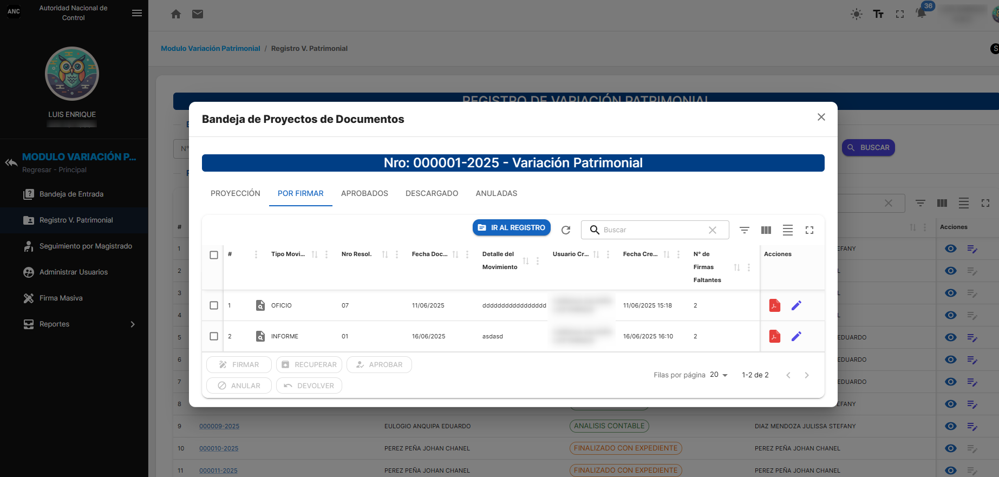 ANC
Autoridad Nacional de
Control
36
Modulo Variación Patrimonial / Registro V. Patrimonial
S
LUIS ENRIQUE
MODULO VARIACIÓN P...
Regresar - Principal
Bandeja de Entrada
Registro V. Patrimonial
Seguimiento por Magistrado
Administrar Usuarios
Firma Masiva
Reportes
REGISTRO DE VARIACIÓN PATRIMONIAL
N°
BUSCAR
Bandeja de Proyectos de Documentos
Nro: 000001-2025 - Variación Patrimonial
PROYECCIÓN POR FIRMAR APROBADOS DESCARGADO ANULADAS
IR AL REGISTRO
Buscar
# Tipo Movi... Nro Resol. Fecha Doc... Detalle del Movimiento Usuario Cr... Fecha Cre... N° de Firmas Faltantes Acciones
1 OFICIO 07 11/06/2025 ddddddddddddddddd 11/06/2025 15:18 2
2 INFORME 01 16/06/2025 asdasd 16/06/2025 16:10 2
FIRMAR RECUPERAR APROBAR
ANULAR DEVOLVER
Filas por página 20 1-2 de 2
# Acciones
1 EFANY
2 L
3 L
4 L
5 EDUARDO
6 EDUARDO
7 EDUARDO
8 EFANY
9 000009-2025 EULOGIO ANQUIPA EDUARDO ANALISIS CONTABLE DIAZ MENDOZA JULISSA STEFANY
10 000010-2025 PEREZ PEÑA JOHAN CHANEL FINALIZADO CON EXPEDIENTE PEREZ PEÑA JOHAN CHANEL
11 000011-2025 PEREZ PEÑA JOHAN CHANEL FINALIZADO CON EXPEDIENTE PEREZ PEÑA JOHAN CHANEL